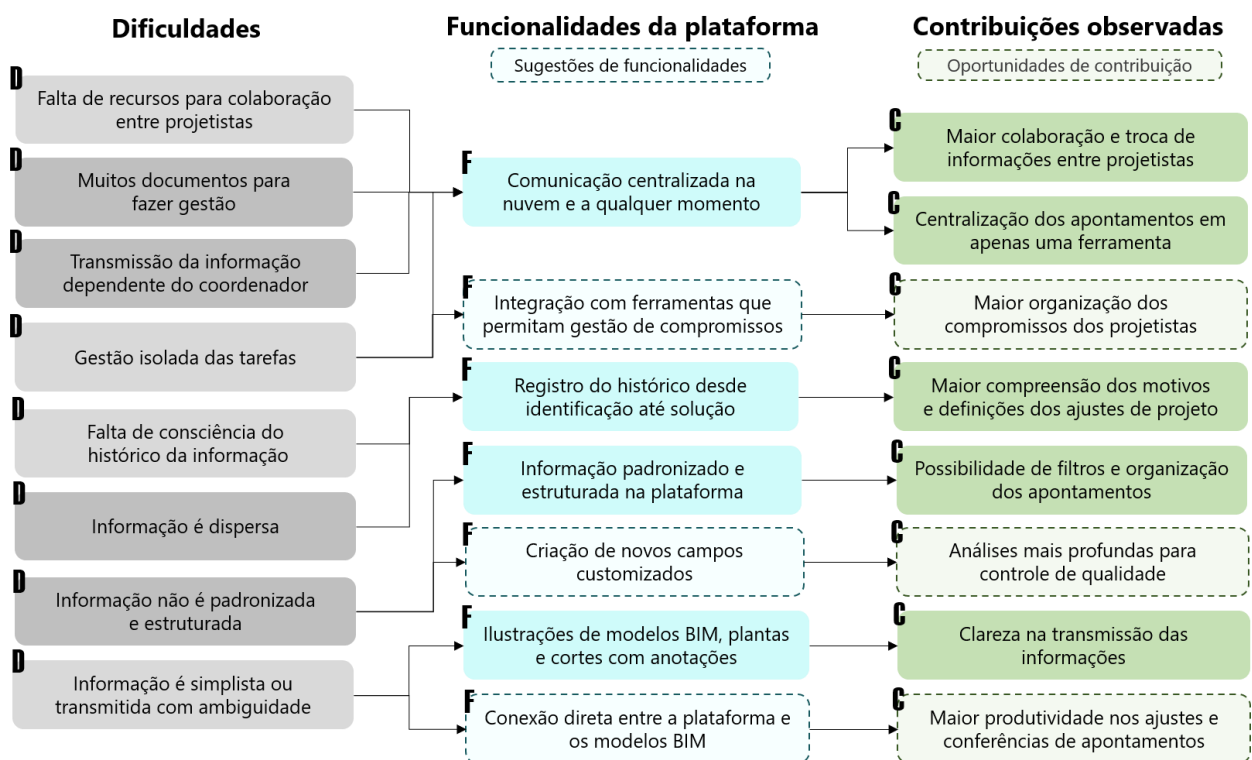 Dificuldades
D
Falta de recursos para colaboração
entre projetistas
D
Muitos documentos para
fazer gestão
D
Transmissão da informação
dependente do coordenador
D
Gestão isolada das tarefas
D
Falta de consciência do
histórico da informação
D
Informação é dispersa
D
Informação não é padronizada
e estruturada
D
Informação é simplista ou
transmitida com ambiguidade
Funcionalidades da plataforma
Sugestões de funcionalidades
F
Comunicação centralizada na
nuvem e a qualquer momento
F
Integração com ferramentas que
permitam gestão de compromissos
F
Registro do histórico desde
identificação até solução
F
Informação padronizado e
estruturada na plataforma
F
Criação de novos campos
customizados
F
Ilustrações de modelos BIM, plantas
e cortes com anotações
F
Conexão direta entre a plataforma e
os modelos BIM
Contribuições observadas
Oportunidades de contribuição
C
Maior colaboração e troca de
informações entre projetistas
C
Centralização dos apontamentos em
apenas uma ferramenta
C
Maior organização dos
compromissos dos projetistas
C
Maior compreensão dos motivos
e definições dos ajustes de projeto
C
Possibilidade de filtros e organização
dos apontamentos
C
Análises mais profundas para
controle de qualidade
C
Clareza na transmissão das
informações
C
Maior produtividade nos ajustes e
conferências de apontamentos